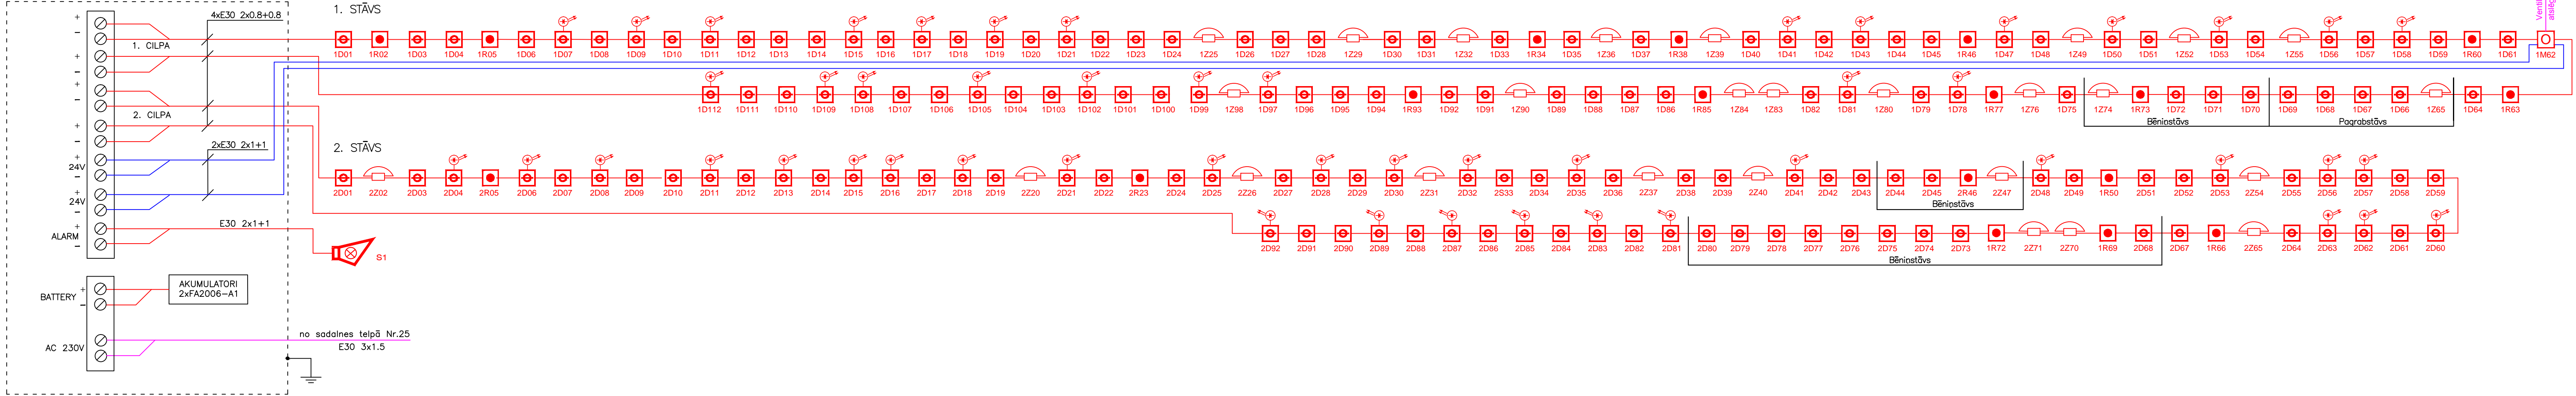 1. STĀVS
4xE30 2x0.8+0.8
1. CILPA
2. CILPA
2xE30 2x1+1
24V
24V
ALARM
E30 2x1+1
S1
BATTERY
AKUMULATORI
2xFA2006-A1
AC 230V
no sadalnes telpā Nr.25
E30 3x1.5
1D01 1R02 1D03 1D04 1R05 1D06 1D07 1D08 1D09 1D10 1D11 1D12 1D13 1D14 1D15 1D16 1D17 1D18 1D19 1D20 1D21 1D22 1D23 1D24 1Z25 1D26 1D27 1D28 1Z29 1D30 1D31 1Z32 1D33 1R34 1D35 1Z36 1D37 1R38 1Z39 1D40 1D41 1D42 1D43 1D44 1D45 1R46 1D47 1D48 1Z49 1D50 1D51 1Z52 1D53 1D54 1Z55 1D56 1D57 1D58 1D59 1R60 1D61 1M62
1D112 1D111 1D110 1D109 1D108 1D107 1D106 1D105 1D104 1D103 1D102 1D101 1D100 1D99 1Z98 1D97 1D96 1D95 1D94 1R93 1D92 1D91 1Z90 1D89 1D88 1D87 1D86 1R85 1Z84 1Z83 1D82 1D81 1Z80 1D79 1D78 1R77 1Z76 1D75 1Z74 1R73 1D72 1D71 1D70 1D69 1D68 1D67 1D66 1Z65 1D64 1R63
Bēniņstāvs Pagrabstāvs
2. STĀVS
2D01 2Z02 2D03 2D04 2R05 2D06 2D07 2D08 2D09 2D10 2D11 2D12 2D13 2D14 2D15 2D16 2D17 2D18 2D19 2Z20 2D21 2D22 2R23 2D24 2D25 2Z26 2D27 2D28 2D29 2D30 2Z31 2D32 2S33 2D34 2D35 2D36 2Z37 2D38 2D39 2Z40 2D41 2D42 2D43 2D44 2D45 2R46 2Z47 2D48 2D49 1R50 2D51 2D52 2D53 2Z54 2D55 2D56 2D57 2D58 2D59
Bēniņstāvs
2D92 2D91 2D90 2D89 2D88 2D87 2D86 2D85 2D84 2D83 2D82 2D81 2D80 2D79 2D78 2D77 2D76 2D75 2D74 2D73 1R72 2Z71 2Z70 1R69 2D68 2D67 1R66 2Z65 2D64 2D63 2D62 2D61 2D60
Bēniņstāvs